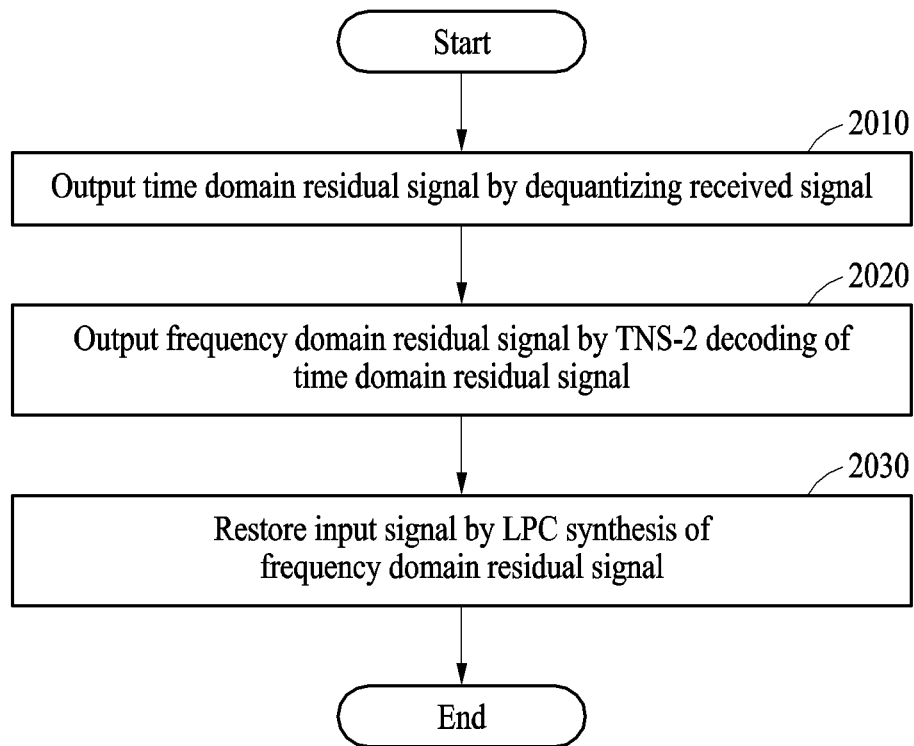 Start
2010
Output time domain residual signal by dequantizing received signal
2020
Output frequency domain residual signal by TNS-2 decoding of
time domain residual signal
2030
Restore input signal by LPC synthesis of
frequency domain residual signal
End